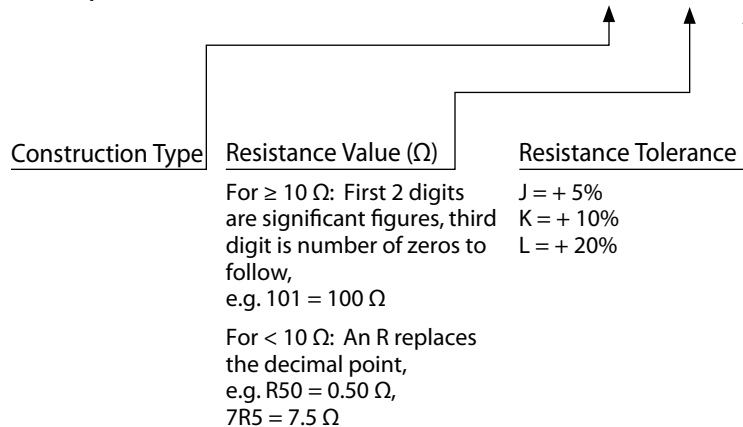 Construction Type
Resistance Value (Ω)
For ≥ 10 Ω: First 2 digits
are significant figures, third
digit is number of zeros to
follow,
e.g. 101 = 100 Ω
For < 10 Ω: An R replaces
the decimal point,
e.g. R50 = 0.50 Ω,
7R5 = 7.5 Ω
Resistance Tolerance
J = + 5%
K = + 10%
L = + 20%